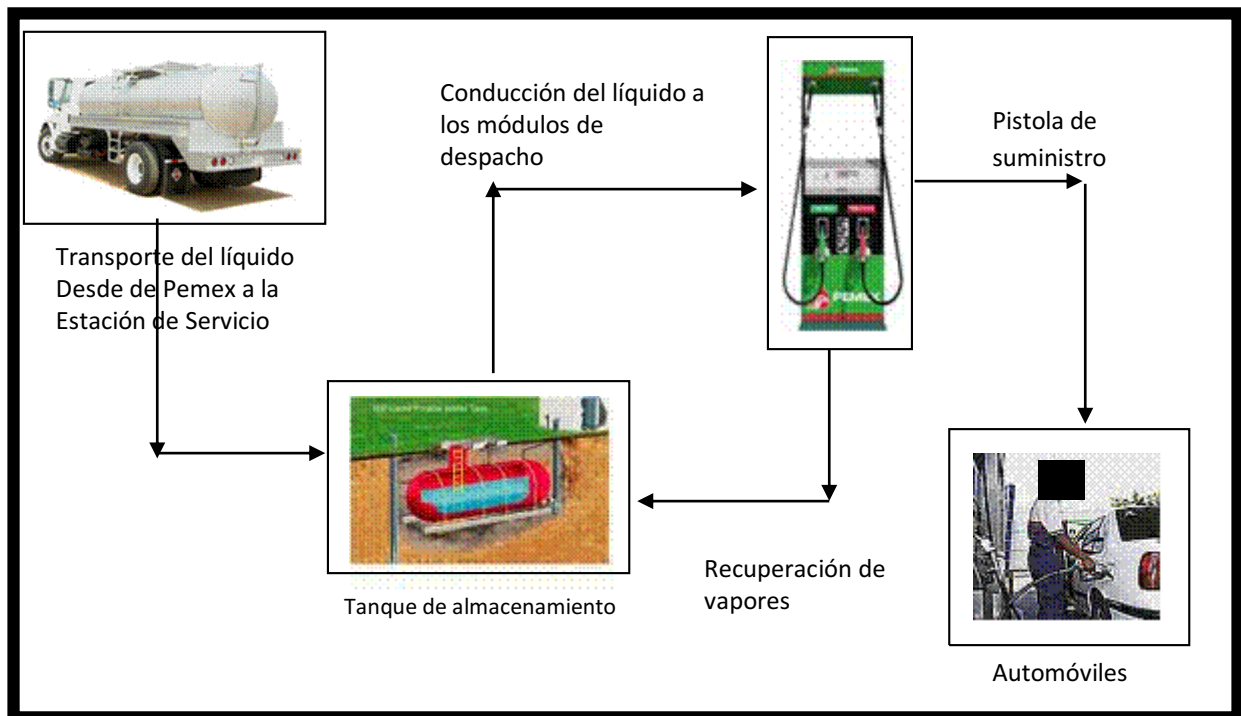 Transporte del líquido
Desde de Pemex a la
Estación de Servicio
Conducción del líquido a
los módulos de
despacho
PEMEX
Pistola de
suministro
Tanque de almacenamiento
Recuperación de
vapores
Automóviles